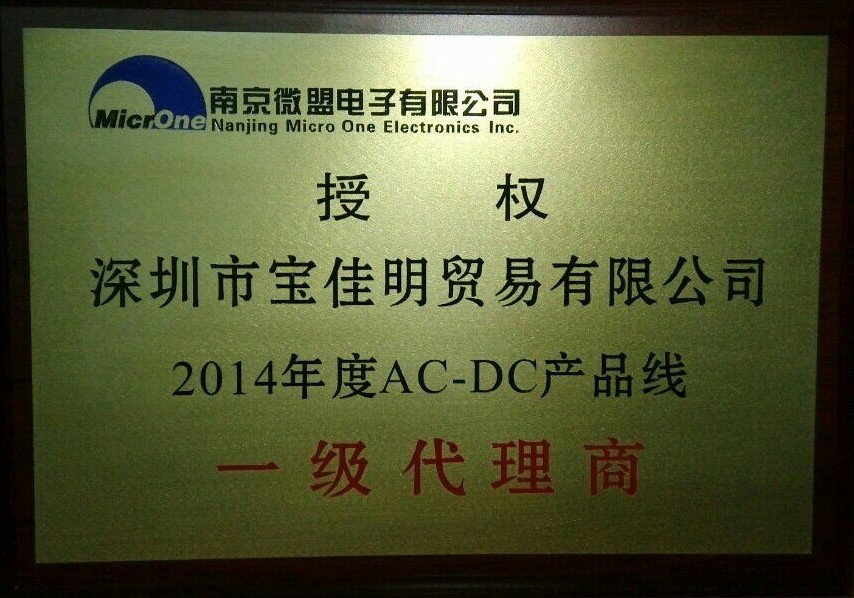 MicrOne 南京微盟电子有限公司
Nanjing Micro One Electronics Inc.
授 权
深圳市宝佳明贸易有限公司
2014年度AC-DC产品线
一级代理商